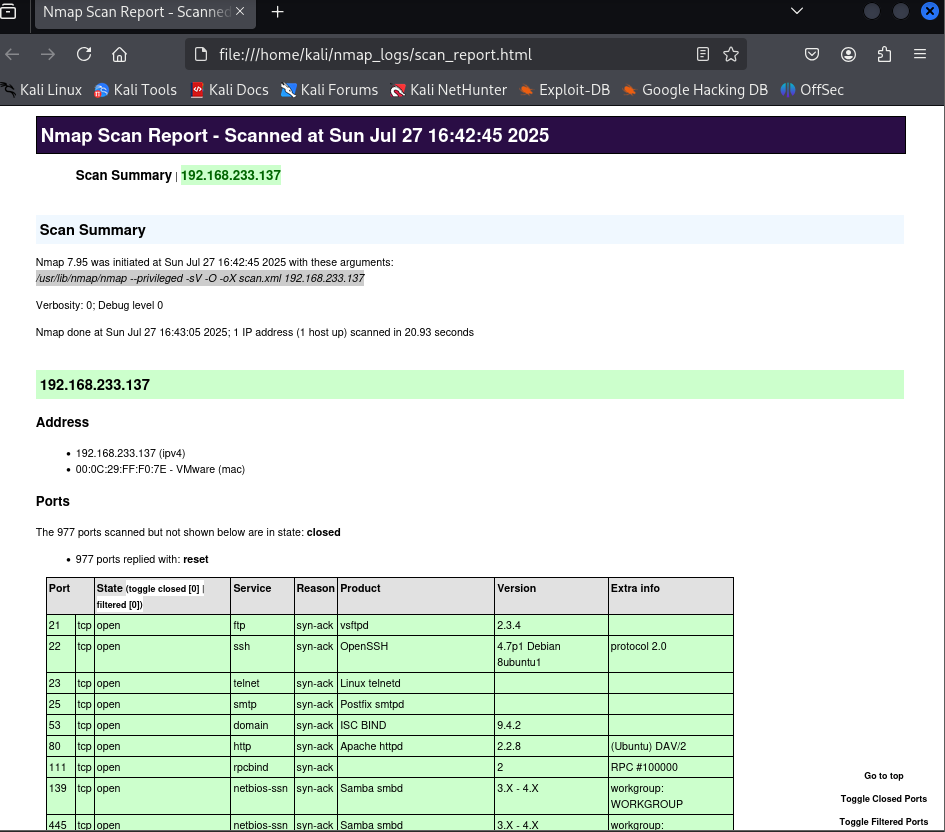 Nmap Scan Report - Scanned
file:///home/kali/nmap_logs/scan_report.html
Kali Linux Kali Tools Kali Docs Kali Forums Kali NetHunter Exploit-DB Google Hacking DB OffSec
Nmap Scan Report - Scanned at Sun Jul 27 16:42:45 2025
Scan Summary | 192.168.233.137
Scan Summary
Nmap 7.95 was initiated at Sun Jul 27 16:42:45 2025 with these arguments:
/usr/lib/nmap/nmap --privileged -sV -O -oX scan.xml 192.168.233.137
Verbosity: 0; Debug level 0
Nmap done at Sun Jul 27 16:43:05 2025; 1 IP address (1 host up) scanned in 20.93 seconds
192.168.233.137
Address
• 192.168.233.137 (ipv4)
• 00:0C:29:FF:F0:7E - VMware (mac)
Ports
The 977 ports scanned but not shown below are in state: closed
• 977 ports replied with: reset
Port State (toggle closed [0] | filtered [0]) Service Reason Product Version Extra info
21 tcp open ftp syn-ack vsftpd 2.3.4
22 tcp open ssh syn-ack OpenSSH 4.7p1 Debian 8ubuntu1 protocol 2.0
23 tcp open telnet syn-ack Linux telnetd
25 tcp open smtp syn-ack Postfix smtpd
53 tcp open domain syn-ack ISC BIND 9.4.2
80 tcp open http syn-ack Apache httpd 2.2.8 (Ubuntu) DAV/2
111 tcp open rpcbind syn-ack 2 RPC #100000
139 tcp open netbios-ssn syn-ack Samba smbd 3.X - 4.X workgroup: WORKGROUP
445 tcp open netbios-ssn syn-ack Samba smbd 3.X - 4.X workgroup:
Go to top
Toggle Closed Ports
Toggle Filtered Ports